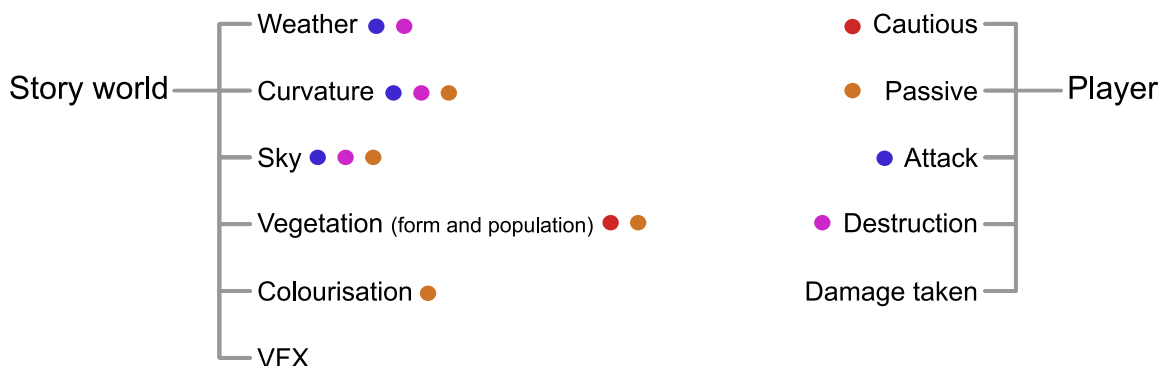 Story world
Weather
Curvature
Sky
Vegetation (form and population)
Colourisation
VFX
Cautious
Passive
Attack
Destruction
Damage taken
Player